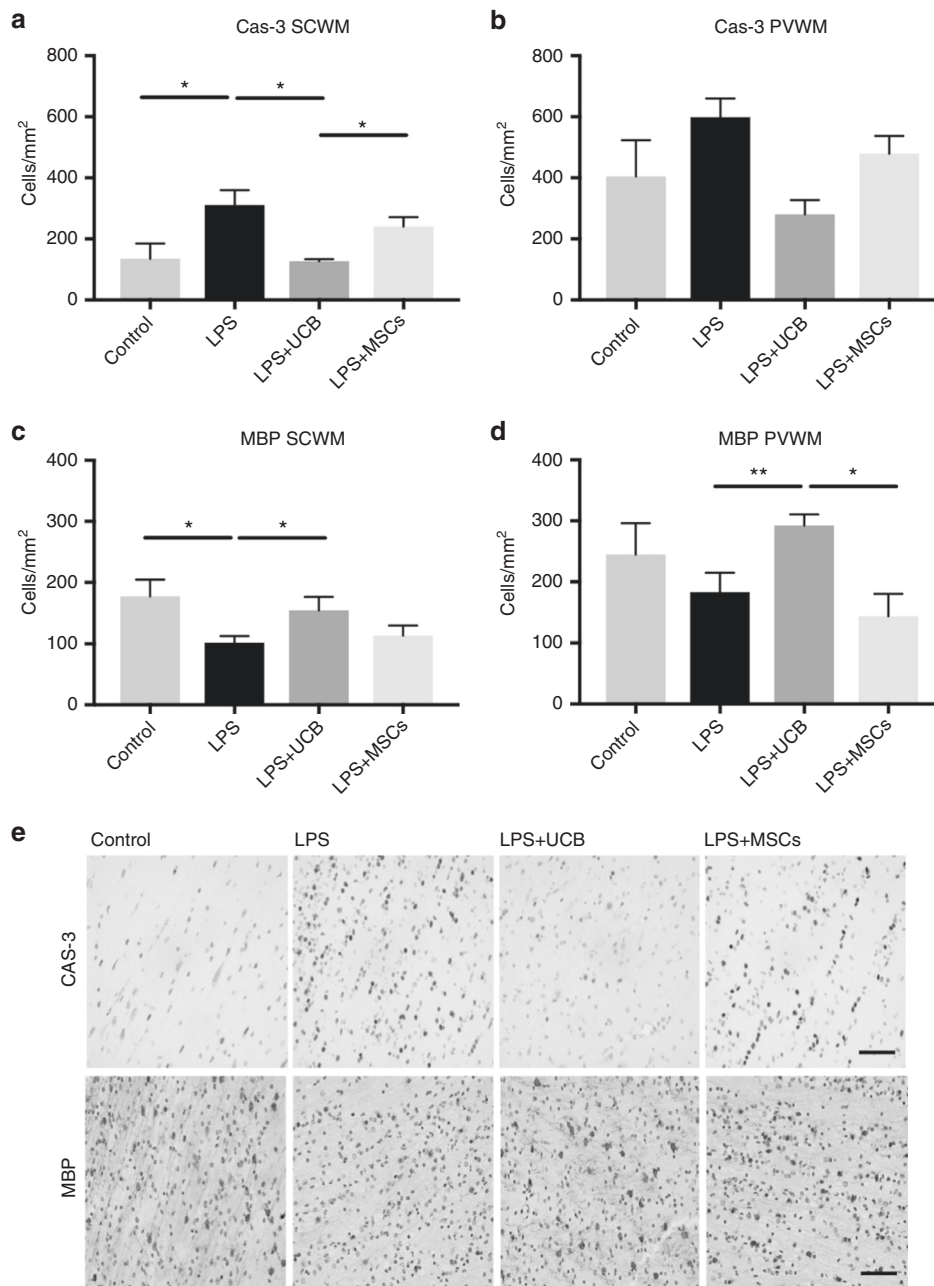 a
Cas-3 SCWM
Cells/mm²
800
600
400
200
0
*
*
*
Control
LPS
LPS+UCB
LPS+MSCs
b
Cas-3 PVWM
Cells/mm²
800
600
400
200
0
Control
LPS
LPS+UCB
LPS+MSCs
c
MBP SCWM
Cells/mm²
400
300
200
100
0
*
*
Control
LPS
LPS+UCB
LPS+MSCs
d
MBP PVWM
Cells/mm²
400
300
200
100
0
**
*
Control
LPS
LPS+UCB
LPS+MSCs
e
Control
LPS
LPS+UCB
LPS+MSCs
CAS-3
MBP